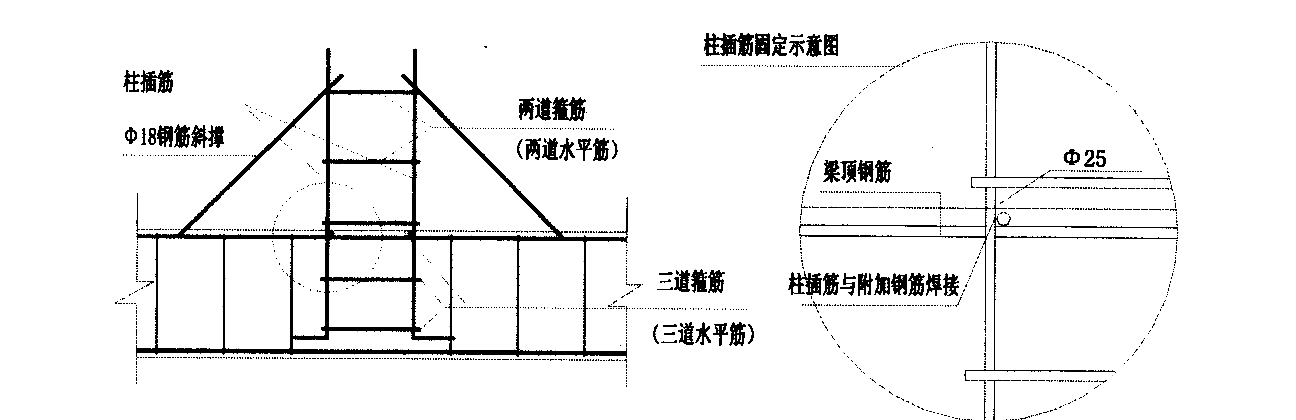 柱插筋
Φ18钢筋斜撑
两道箍筋
(两道水平筋)
三道箍筋
(三道水平筋)
柱插筋固定示意图
Φ25
梁顶钢筋
柱插筋与附加钢筋焊接